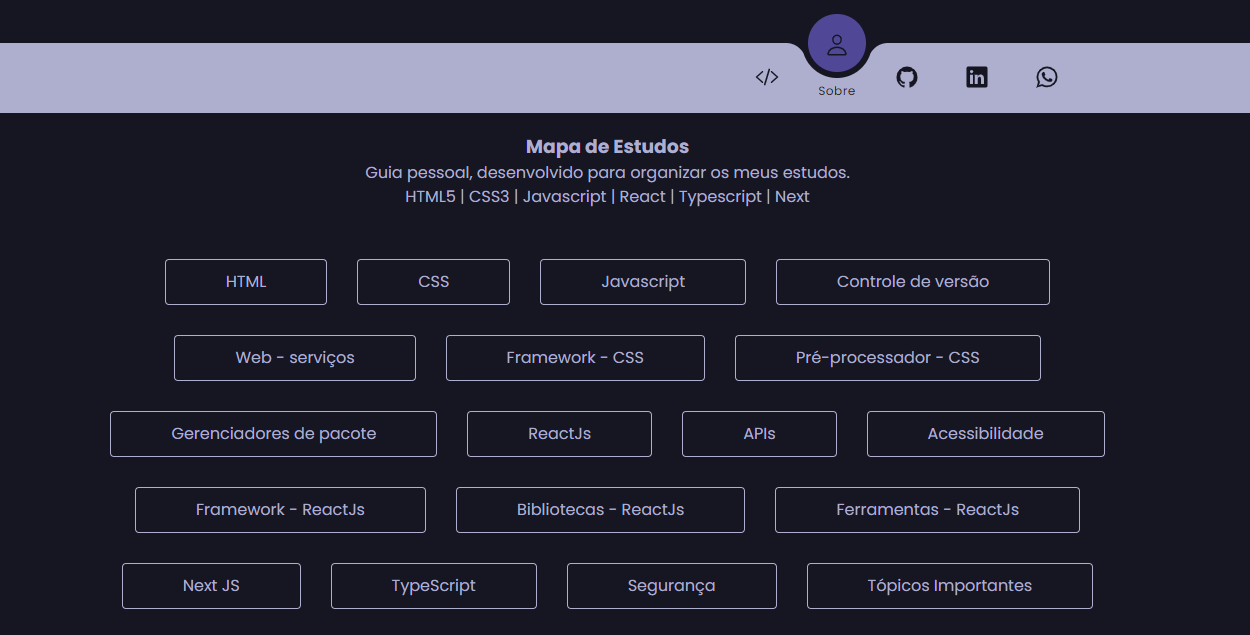 Sobre
Mapa de Estudos
Guia pessoal, desenvolvido para organizar os meus estudos.
HTML5 | CSS3 | Javascript | React | Typescript | Next
HTML
CSS
Javascript
Controle de versão
Web - serviços
Framework - CSS
Pré-processador - CSS
Gerenciadores de pacote
ReactJs
APIs
Acessibilidade
Framework - ReactJs
Bibliotecas - ReactJs
Ferramentas - ReactJs
Next JS
TypeScript
Segurança
Tópicos Importantes